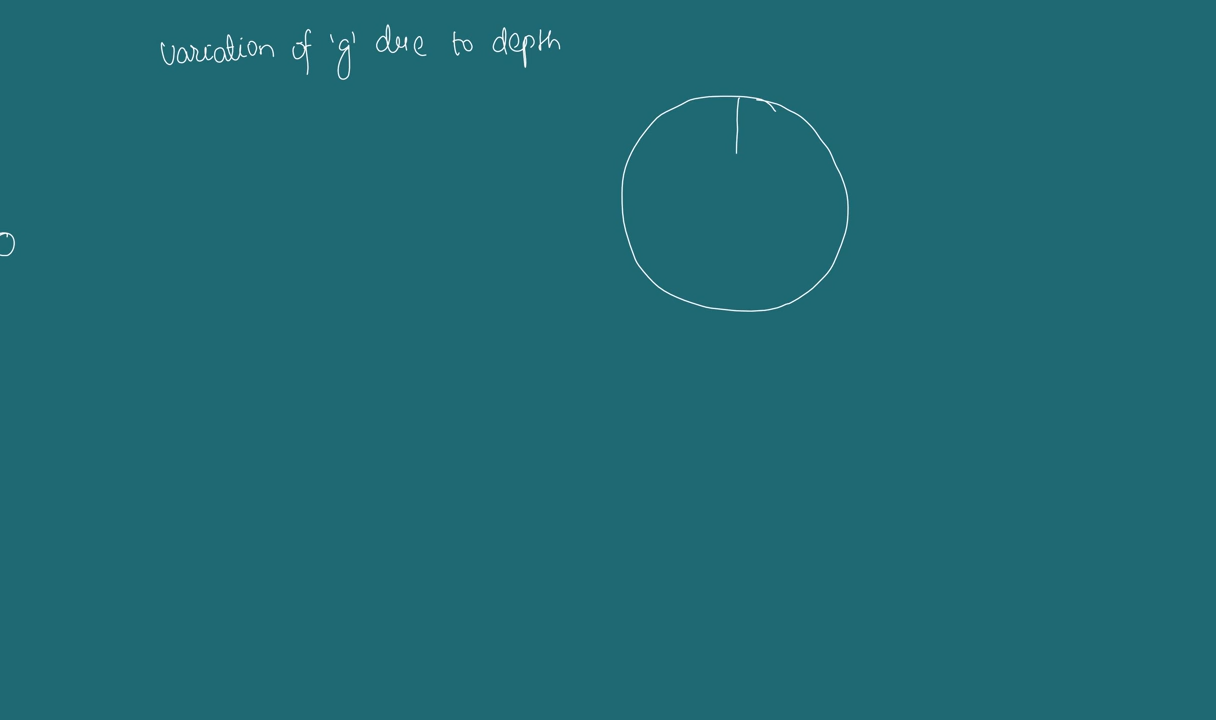 variation of 'g' due to depth